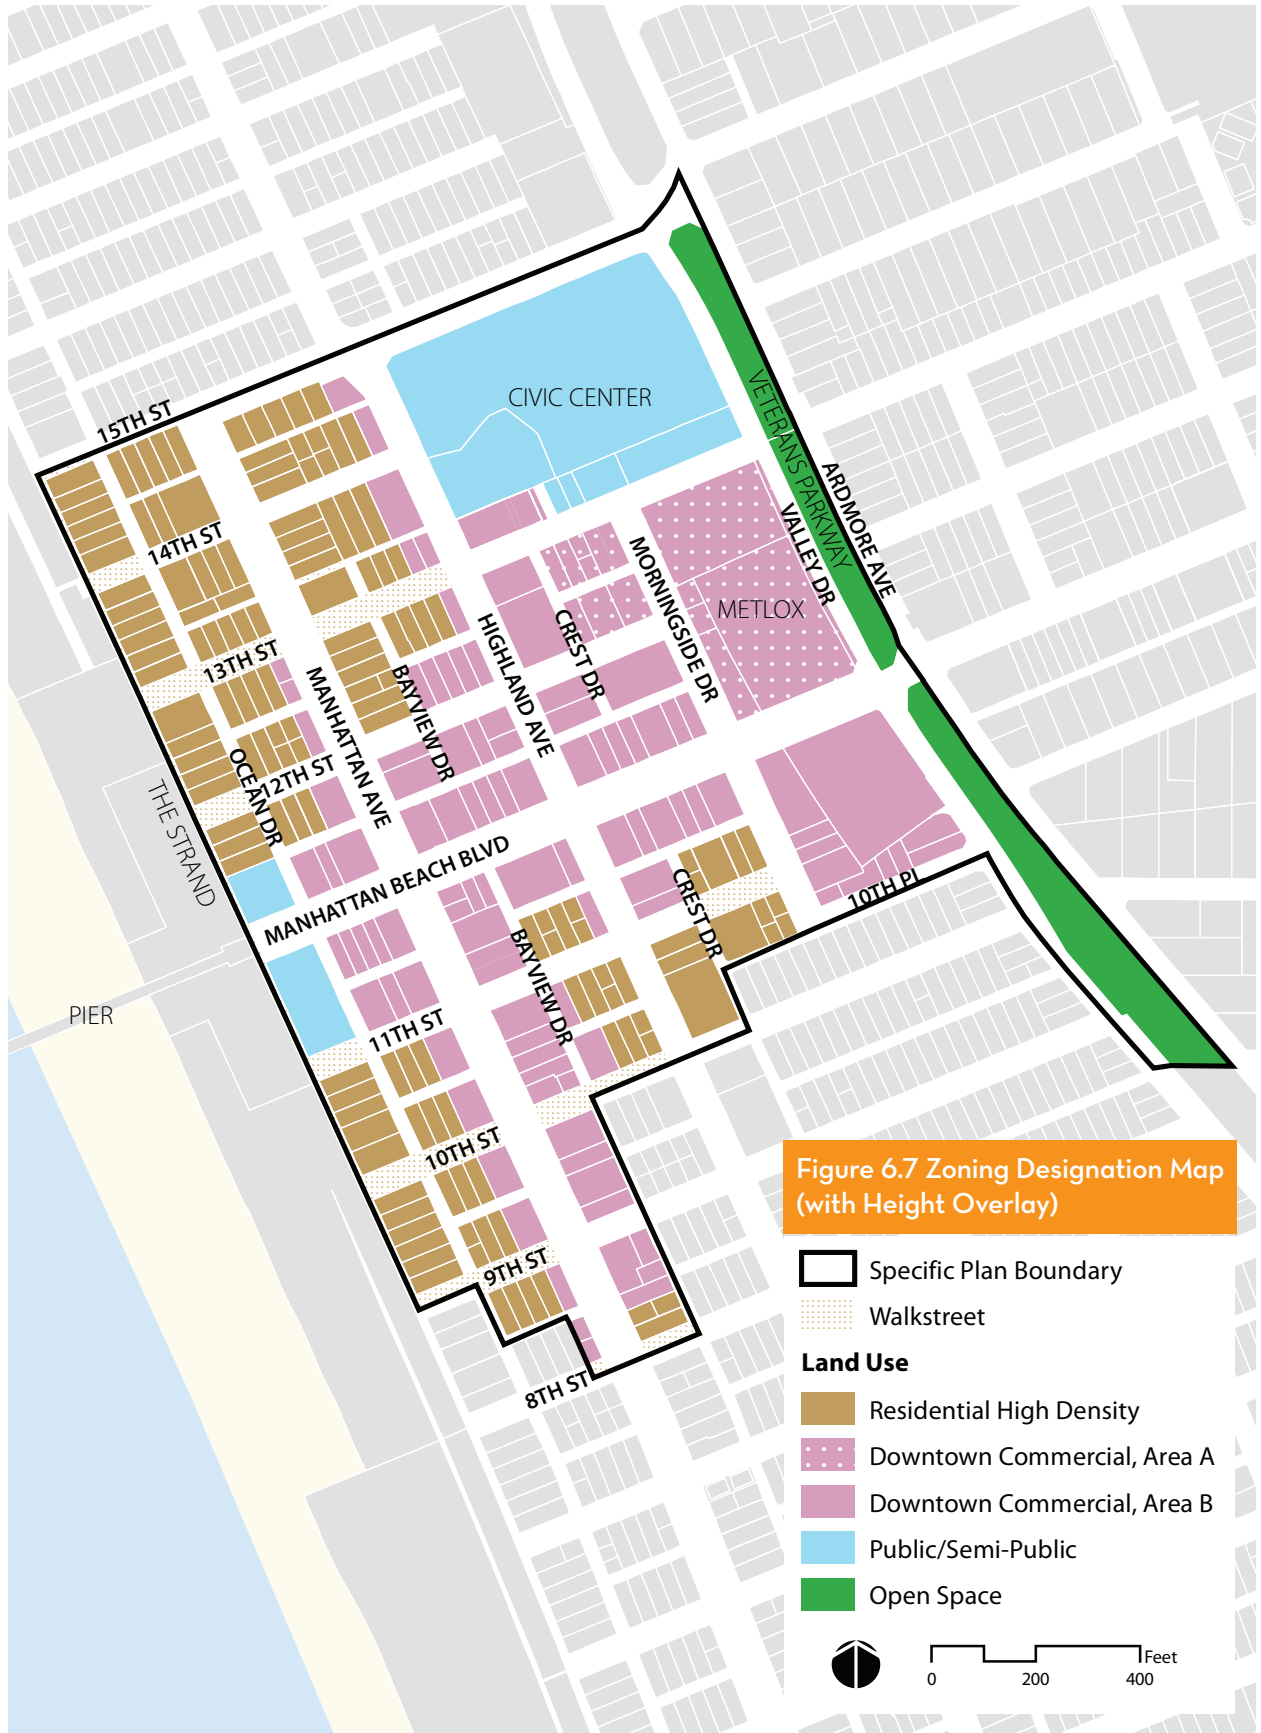 15TH ST
CIVIC CENTER
VETERANS PARKWAY
ARDMORE AVE
VALLEY DR
14TH ST
MORNINGSIDE DR
METLOX
CREST DR
HIGHLAND AVE
13TH ST
MANHATTAN AVE
BAYVIEW DR
OCEAN DR
12TH ST
THE STRAND
MANHATTAN BEACH BLVD
CREST DR
10TH PL
BAYVIEW DR
PIER
11TH ST
10TH ST
9TH ST
8TH ST
Figure 6.7 Zoning Designation Map
(with Height Overlay)
Specific Plan Boundary
Walkstreet
Land Use
Residential High Density
Downtown Commercial, Area A
Downtown Commercial, Area B
Public/Semi-Public
Open Space
Feet
0 200 400